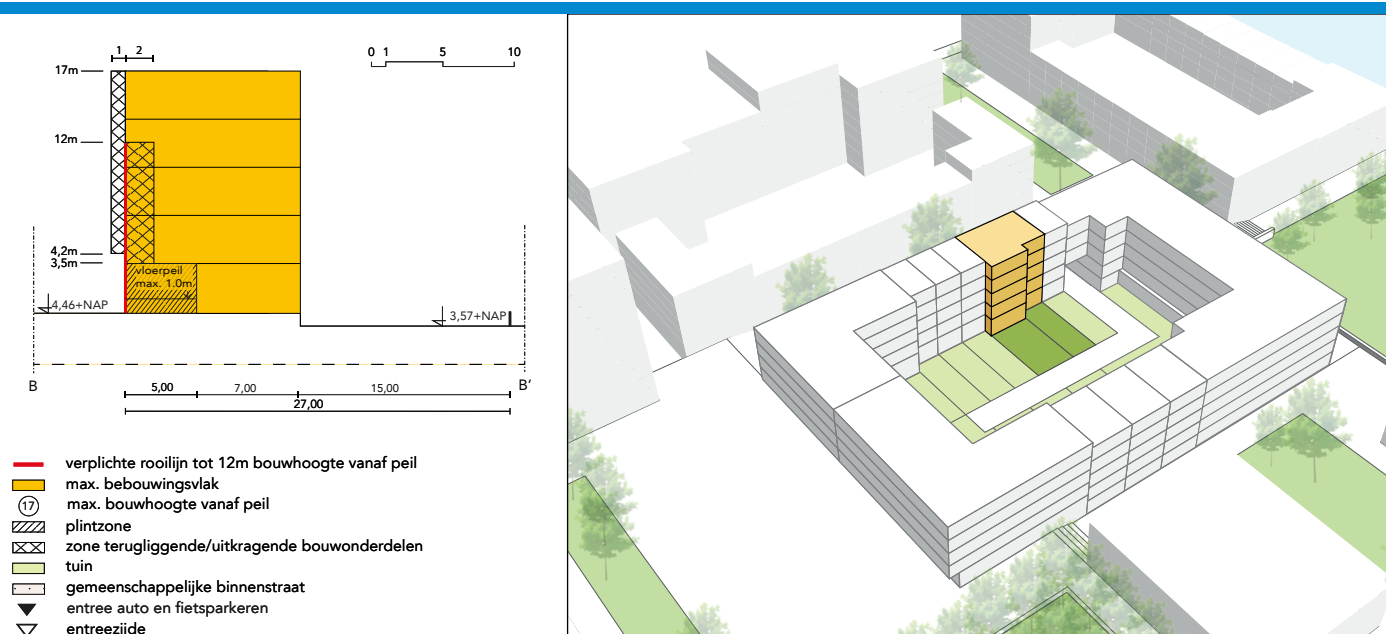 1 2
0 1 5 10
17m
12m
4,2m
3,5m
vloerpeil
max. 1.0m
4,46+NAP
3,57+NAP
B B'
5,00 7,00 15,00
27,00
verplichte rooilijn tot 12m bouwhoogte vanaf peil
max. bebouwingsvlak
17 max. bouwhoogte vanaf peil
plintzone
zone terugliggende/uitkragende bouwonderdelen
tuin
gemeenschappelijke binnenstraat
entree auto en fietsparkeren
entreezijde